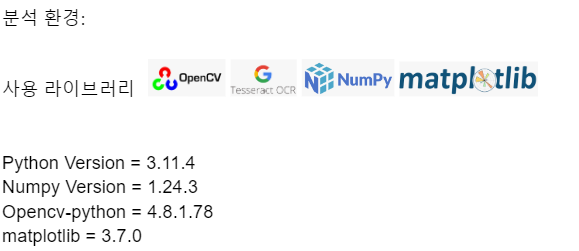 분석 환경:
사용 라이브러리 OpenCV Tesseract OCR NumPy matplotlib
Python Version = 3.11.4
Numpy Version = 1.24.3
Opencv-python = 4.8.1.78
matplotlib = 3.7.0